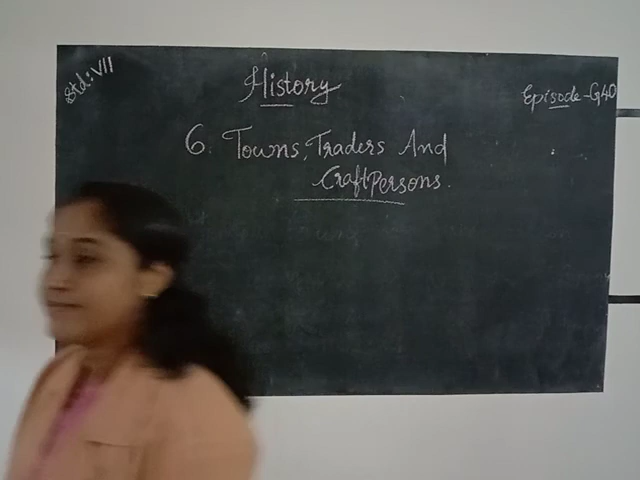 Std: VII
History
Episode-G40
6. Towns, Traders And
CraftPersons.